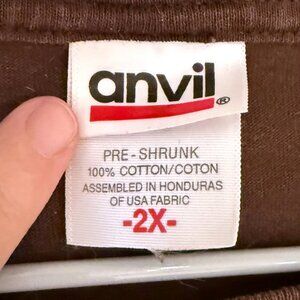 anvil®
PRE-SHRUNK
100% COTTON/COTON
ASSEMBLED IN HONDURAS
OF USA FABRIC
-2X-